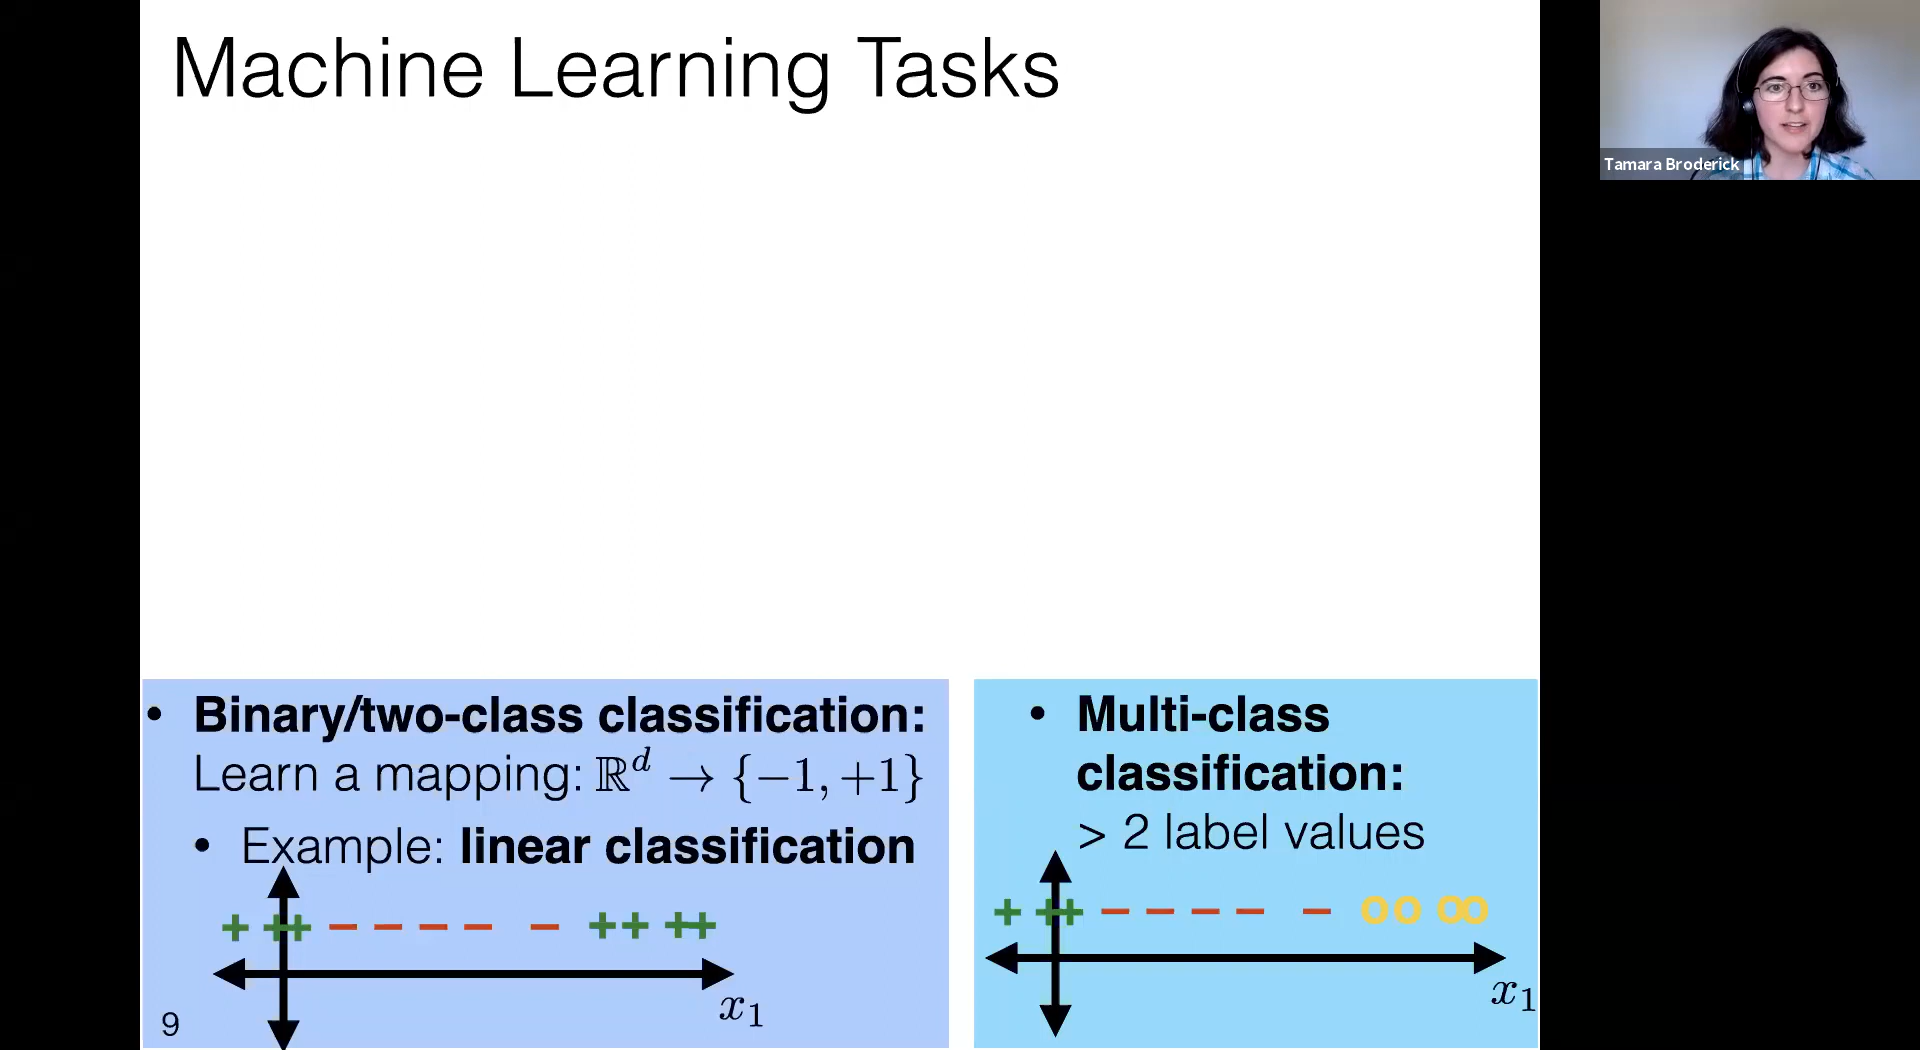 Machine Learning Tasks
Tamara Broderick
• Binary/two-class classification:
Learn a mapping: ℝ^d → {−1, +1}
• Example: linear classification
+ ++ − − − − − ++ ++
x₁
9
• Multi-class
classification:
> 2 label values
+ ++ − − − − − oo oo
x₁